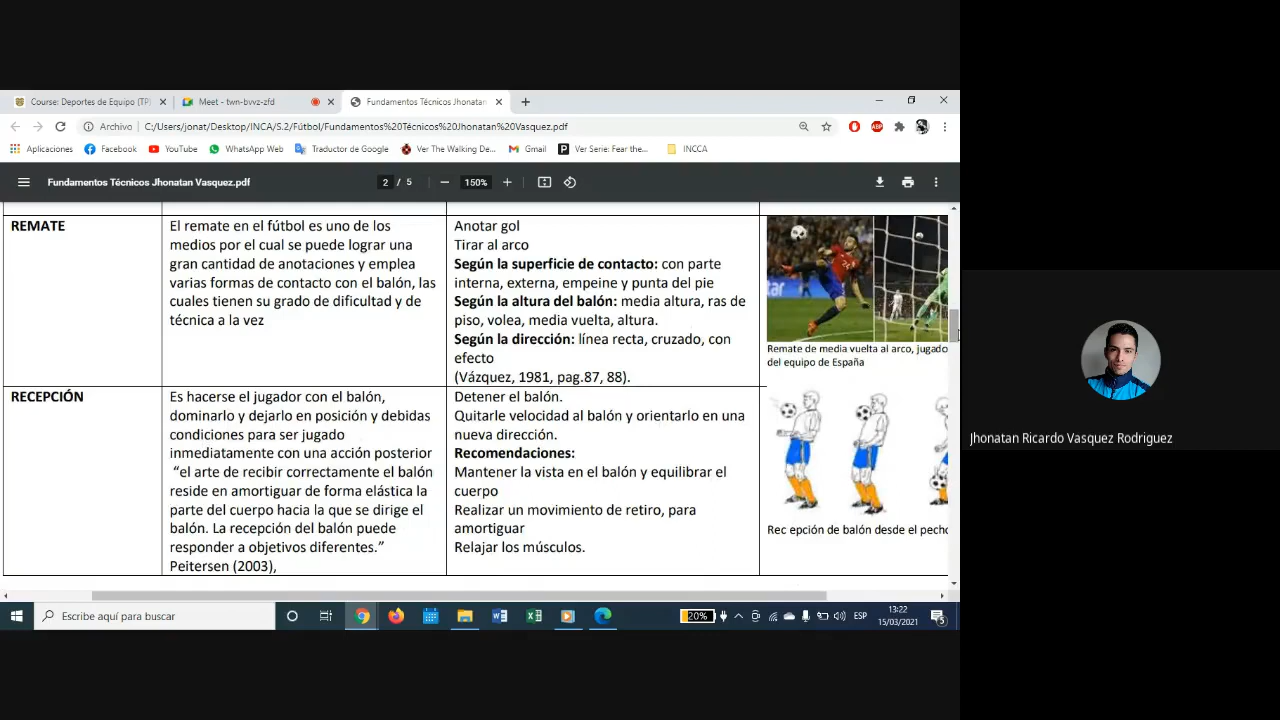 Course: Deportes de Equipo (TP)
Meet - twn-bvvz-zfd
Fundamentos Técnicos Jhonatan
Archivo
C:/Users/jonat/Desktop/INCA/S.2/Fútbol/Fundamentos%20Técnicos%20Jhonatan%20Vasquez.pdf
ABP
Aplicaciones
Facebook
YouTube
WhatsApp Web
Traductor de Google
Ver The Walking De...
Gmail
Ver Serie: Fear the...
INCCA
Fundamentos Técnicos Jhonatan Vasquez.pdf
2 / 5
150%
REMATE
El remate en el fútbol es uno de los
medios por el cual se puede lograr una
gran cantidad de anotaciones y emplea
varias formas de contacto con el balón, las
cuales tienen su grado de dificultad y de
técnica a la vez
Anotar gol
Tirar al arco
Según la superficie de contacto: con parte
interna, externa, empeine y punta del pie
Según la altura del balón: media altura, ras de
piso, volea, media vuelta, altura.
Según la dirección: línea recta, cruzado, con
efecto
(Vázquez, 1981, pag.87, 88).
Remate de media vuelta al arco, jugado
del equipo de España
RECEPCIÓN
Es hacerse el jugador con el balón,
dominarlo y dejarlo en posición y debidas
condiciones para ser jugado
inmediatamente con una acción posterior
“el arte de recibir correctamente el balón
reside en amortiguar de forma elástica la
parte del cuerpo hacia la que se dirige el
balón. La recepción del balón puede
responder a objetivos diferentes.”
Peitersen (2003),
Detener el balón.
Quitarle velocidad al balón y orientarlo en una
nueva dirección.
Recomendaciones:
Mantener la vista en el balón y equilibrar el
cuerpo
Realizar un movimiento de retiro, para
amortiguar
Relajar los músculos.
Rec epción de balón desde el pecho
Escribe aquí para buscar
20%
ESP
13:22
15/03/2021
5
Jhonatan Ricardo Vasquez Rodriguez